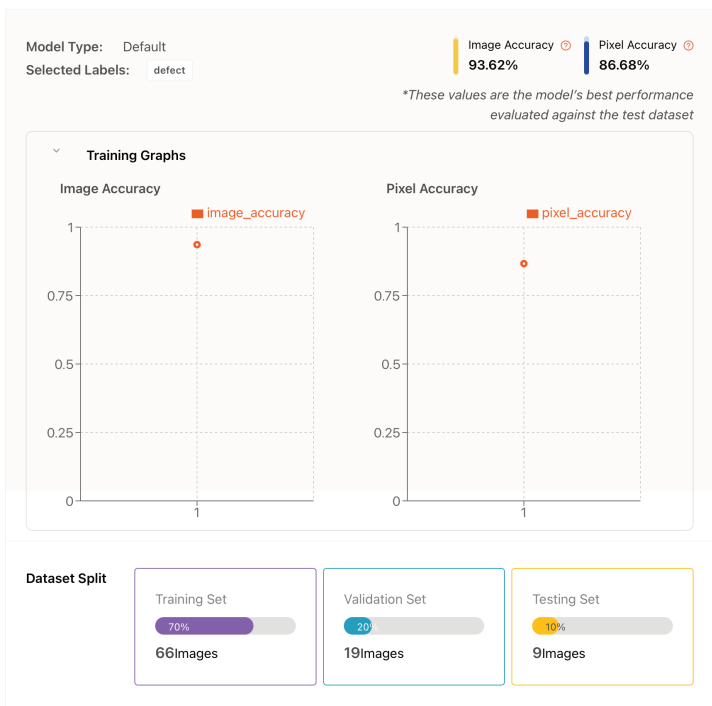 Model Type: Default
Selected Labels: defect
Image Accuracy ?
93.62%
Pixel Accuracy ?
86.68%
*These values are the model's best performance
evaluated against the test dataset
Training Graphs
Image Accuracy
image_accuracy
1
0.75
0.5
0.25
0
1
Pixel Accuracy
pixel_accuracy
1
0.75
0.5
0.25
0
1
Dataset Split
Training Set
70%
66Images
Validation Set
20%
19Images
Testing Set
10%
9Images